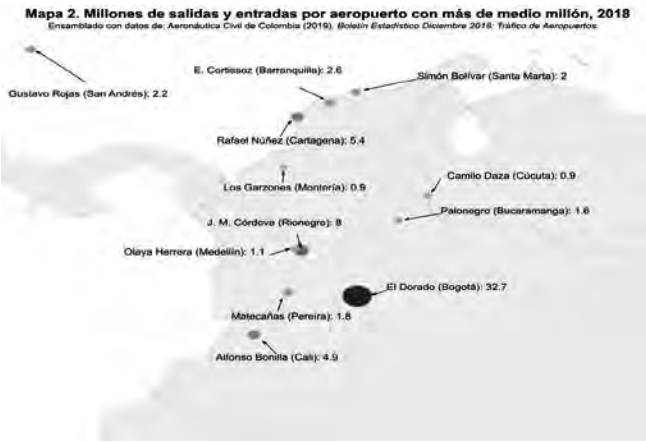 Mapa 2. Millones de salidas y entradas por aeropuerto con más de medio millón, 2018
Ensamblado con datos de: Aeronáutica Civil de Colombia (2019). Boletín Estadístico Diciembre 2018: Tráfico de Aeropuertos.
E. Cortissoz (Barranquilla): 2.6
Simón Bolívar (Santa Marta): 2
Gustavo Rojas (San Andrés): 2.2
Rafael Núñez (Cartagena): 5.4
Camilo Daza (Cúcuta): 0.9
Los Garzones (Montería): 0.9
Palonegro (Bucaramanga): 1.6
J. M. Córdova (Rionegro): 8
Olaya Herrera (Medellín): 1.1
El Dorado (Bogotá): 32.7
Matecañas (Pereira): 1.8
Alfonso Bonilla (Cali): 4.9